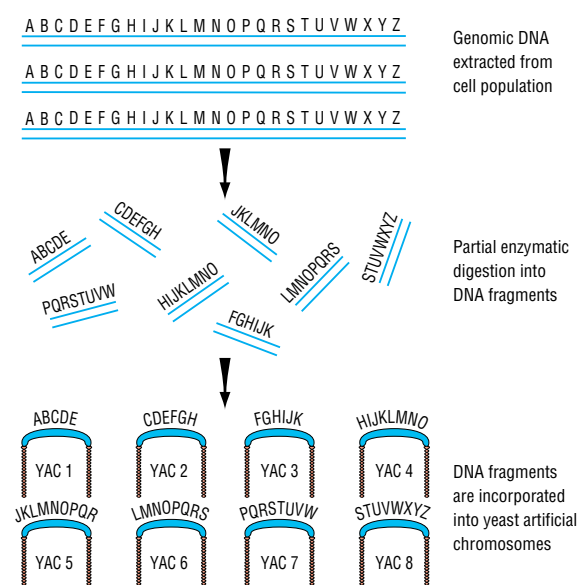 A B C D E F G H I J K L M N O P Q R S T U V W X Y Z
Genomic DNA
extracted from
cell population
A B C D E F G H I J K L M N O P Q R S T U V W X Y Z
A B C D E F G H I J K L M N O P Q R S T U V W X Y Z
ABCDE
CDEFGH
JKLMNO
STUVWXYZ
PQRSTUVW
HIJKLMNO
FGHIJK
LMNOPQRS
Partial enzymatic
digestion into
DNA fragments
ABCDE
CDEFGH
FGHIJK
HIJKLMNO
YAC 1
YAC 2
YAC 3
YAC 4
JKLMNOPQR
LMNOPQRS
PQRSTUVW
STUVWXYZ
YAC 5
YAC 6
YAC 7
YAC 8
DNA fragments
are incorporated
into yeast artificial
chromosomes